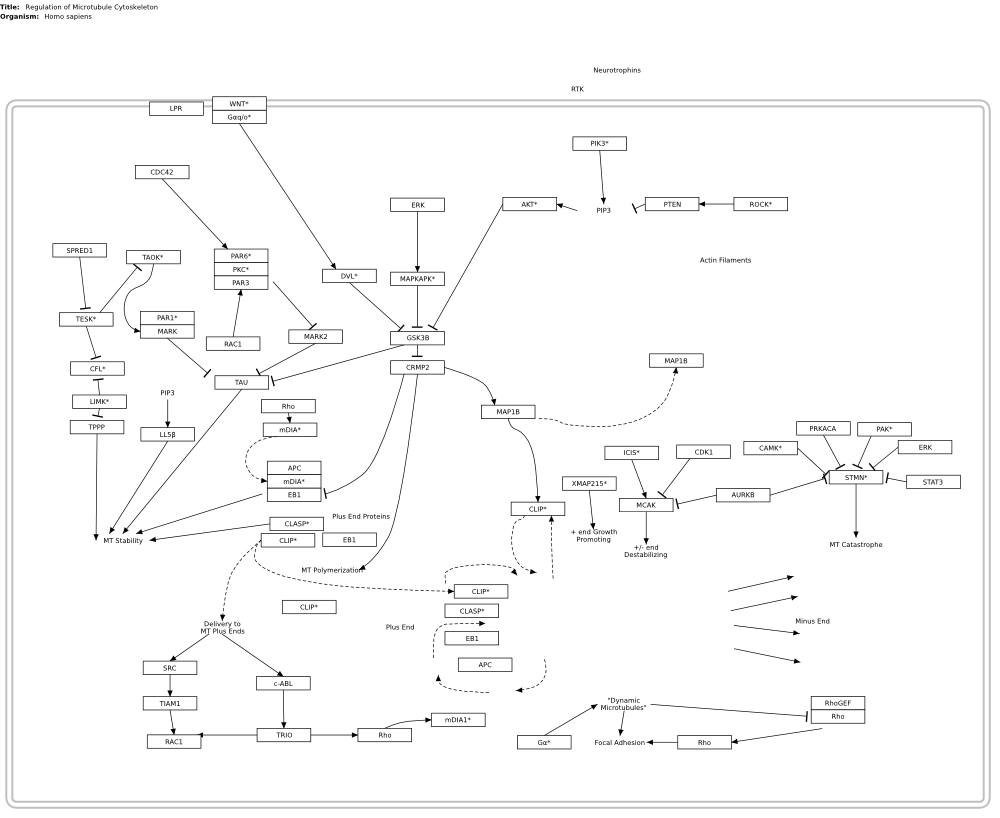 Title: Regulation of Microtubule Cytoskeleton
Organism: Homo sapiens
Neurotrophins
RTK
LPR
WNT*
Gαq/o*
PIK3*
CDC42
ERK
AKT*
PIP3
PTEN
ROCK*
SPRED1
TAOK*
PAR6*
PKC*
PAR3
DVL*
MAPKAPK*
Actin Filaments
TESK*
PAR1*
MARK
RAC1
MARK2
GSK3B
CFL*
CRMP2
MAP1B
TAU
PIP3
LIMK*
Rho
MAP1B
TPPP
LL5β
mDIA*
PRKACA
PAK*
CAMK*
ERK
ICIS*
CDK1
APC
mDIA*
EB1
STMN*
STAT3
XMAP215*
AURKB
MCAK
CLIP*
Plus End Proteins
CLASP*
MT Stability
CLIP*
EB1
+ end Growth
Promoting
+/- end
Destabilizing
MT Catastrophe
MT Polymerization
CLIP*
CLIP*
CLASP*
Delivery to
MT Plus Ends
Plus End
EB1
Minus End
APC
SRC
c-ABL
TIAM1
"Dynamic
Microtubules"
RhoGEF
Rho
mDIA1*
RAC1
TRIO
Rho
Gα*
Focal Adhesion
Rho